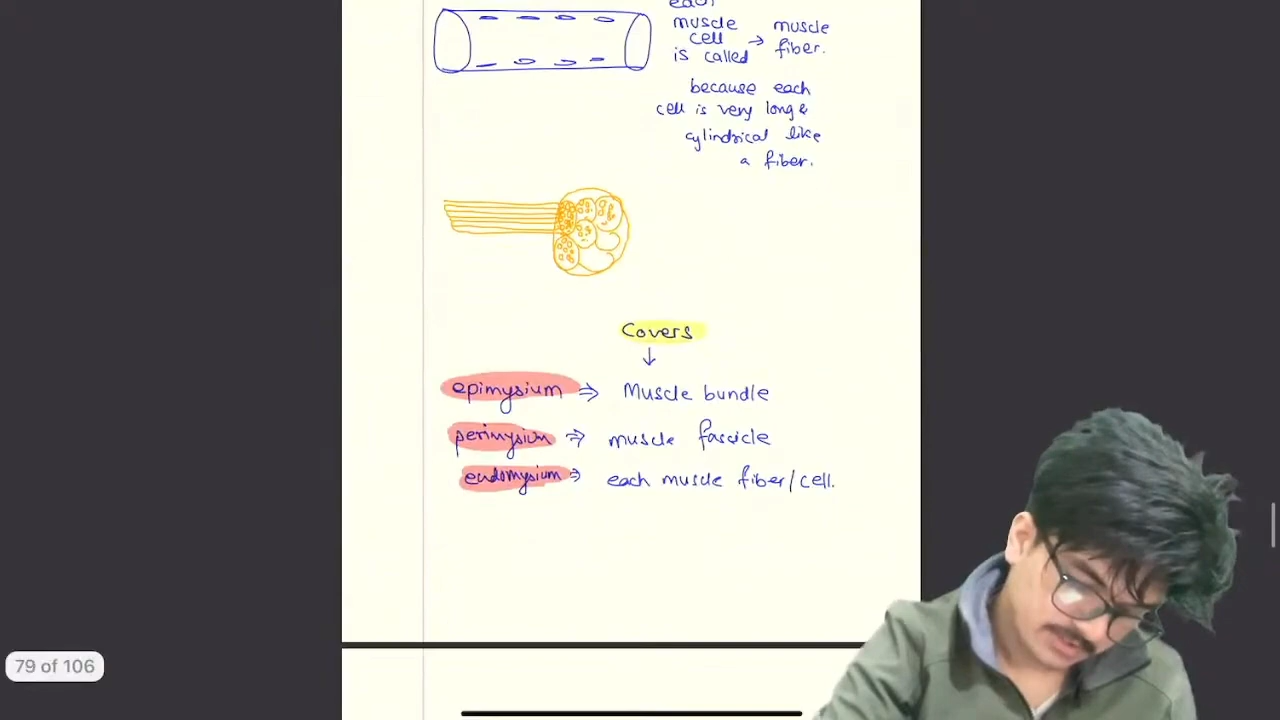 each
muscle → muscle
cell fiber.
is called
because each
cell is very long &
cylindrical like
a fiber.
Covers
↓
epimysium ⇒ Muscle bundle
perimysium ⇒ muscle fascicle
endomysium ⇒ each muscle fiber/cell.
79 of 106